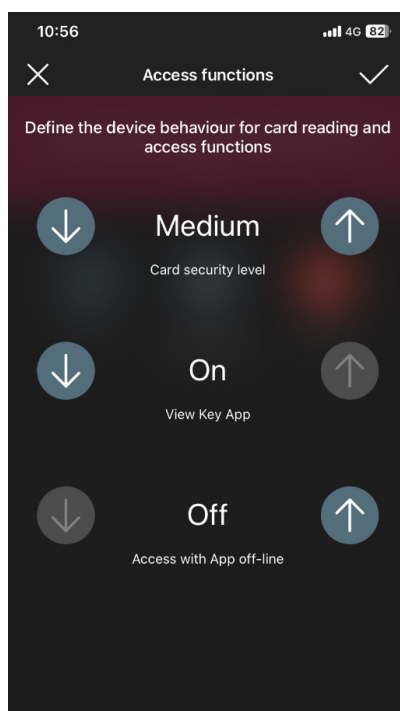 10:56
4G 82
Access functions
Define the device behaviour for card reading and
access functions
Medium
Card security level
On
View Key App
Off
Access with App off-line